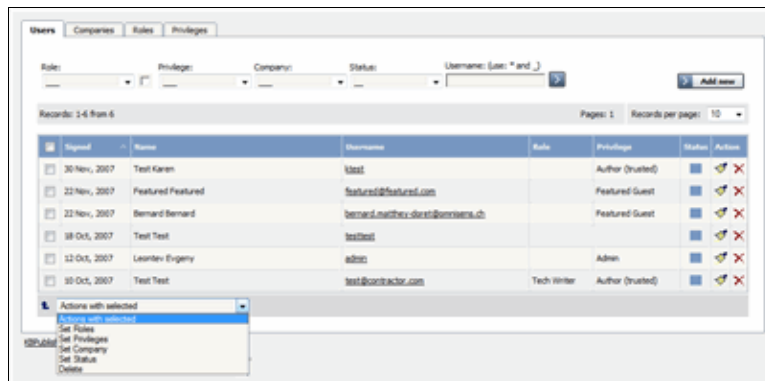 Users Companies Roles Privileges
Role: Privilege: Company: Status: Username: (use: * and _)
Add new
Records: 1-6 from 6 Pages: 1 Records per page: 10
Signed Name Username Role Privilege Status Action
30 Nov, 2007 Test Karen ktest Author (trusted)
22 Nov, 2007 Featured Featured featured@featured.com Featured Guest
22 Nov, 2007 Bernard Bernard bernard.matthey-doret@omnisens.ch Featured Guest
18 Oct, 2007 Test Test testtest
12 Oct, 2007 Leontev Evgeny admin Admin
10 Oct, 2007 Test Test test@contractor.com Tech Writer Author (trusted)
Actions with selected
Actions with selected
Set Roles
Set Privileges
Set Company
Set Status
Delete